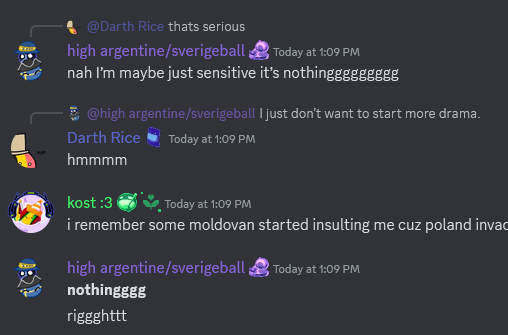 @Darth Rice thats serious
high argentine/sverigeball Today at 1:09 PM
nah I'm maybe just sensitive it's nothingggggggggg
@high argentine/sverigeball I just don't want to start more drama.
Darth Rice Today at 1:09 PM
hmmmm
kost :3 Today at 1:09 PM
i remember some moldovan started insulting me cuz poland invad
high argentine/sverigeball Today at 1:09 PM
nothingggg
rigggghttt